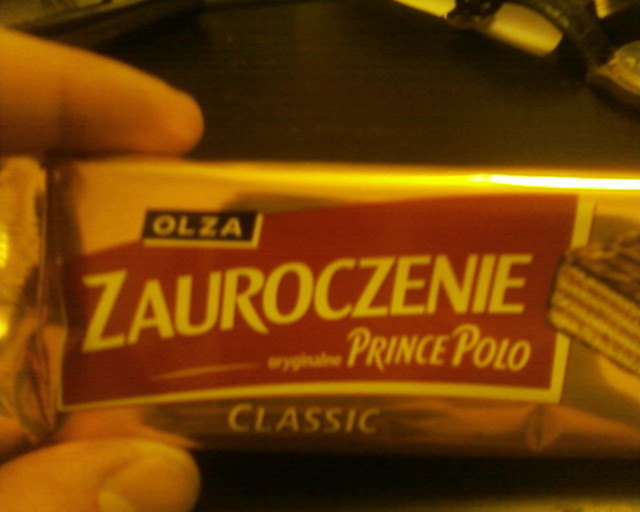 OLZA
ZAUROCZENIE
oryginalne PRINCE POLO
CLASSIC